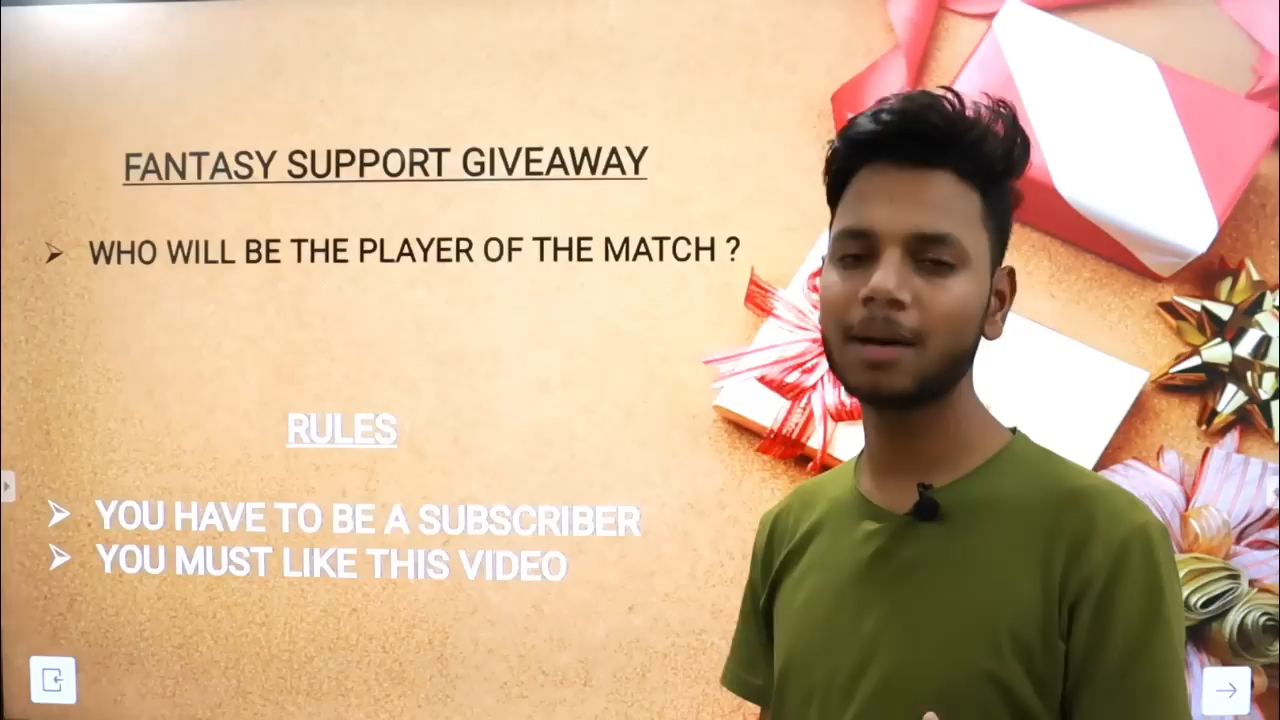 FANTASY SUPPORT GIVEAWAY
➢ WHO WILL BE THE PLAYER OF THE MATCH ?
RULES
➢ YOU HAVE TO BE A SUBSCRIBER
➢ YOU MUST LIKE THIS VIDEO